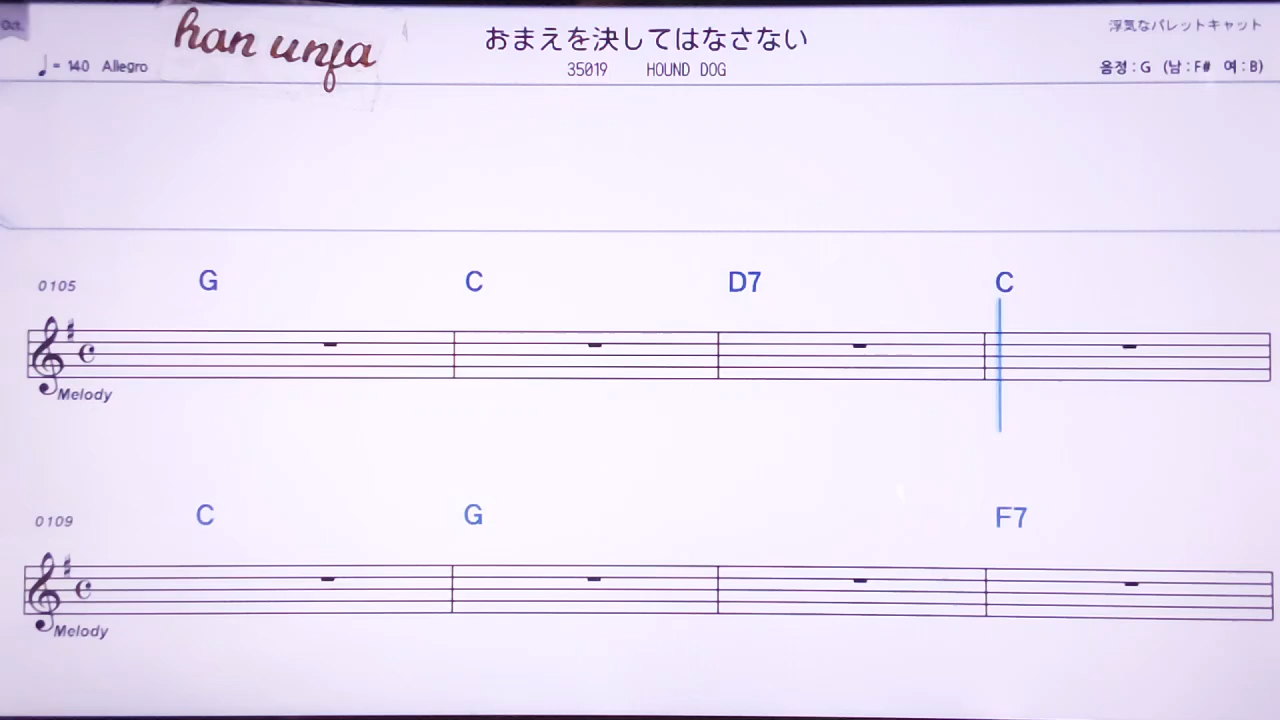 Oct.
han unfa
おまえを決してはなさない
浮気なバレットキャット
♩= 140 Allegro
35019 HOUND DOG
음정 : G (남 : F# 여 : B)
0105 G C D7 C
Melody
0109 C G F7
Melody